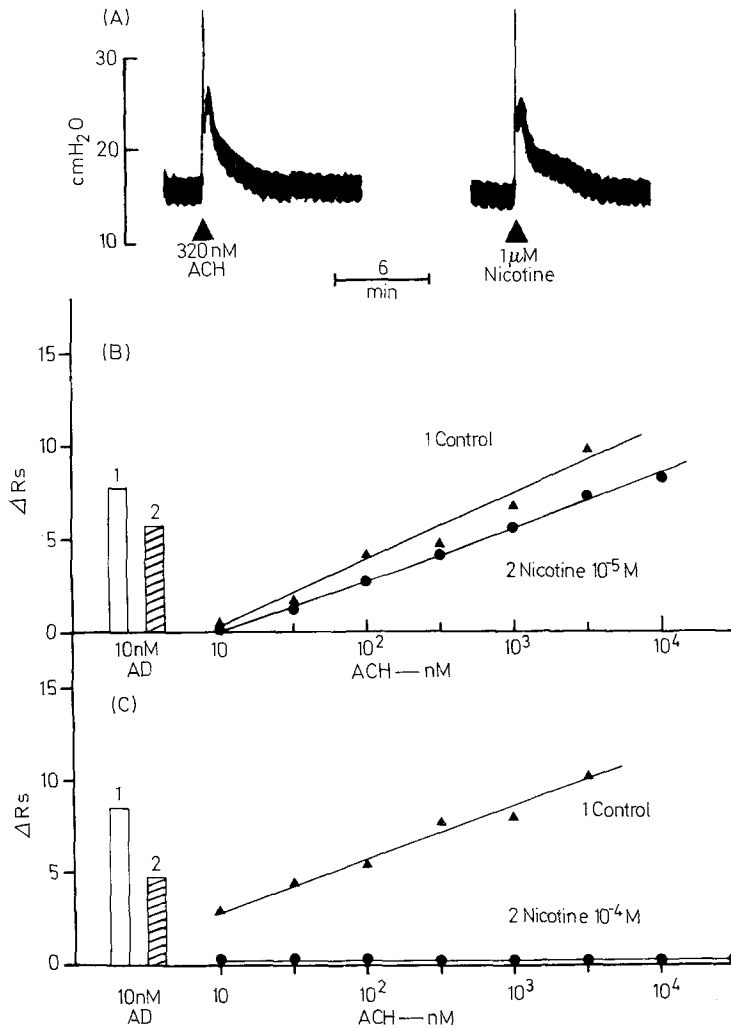 (A)
30
20
10
cmH₂O
320 nM
ACH
6
min
1μM
Nicotine
(B)
15
10
5
0
ΔRs
1
2
1 Control
2 Nicotine 10⁻⁵ M
10nM
AD
10
10²
10³
10⁴
ACH — nM
(C)
15
10
5
0
ΔRs
1
2
1 Control
2 Nicotine 10⁻⁴ M
10nM
AD
10
10²
10³
10⁴
ACH — nM